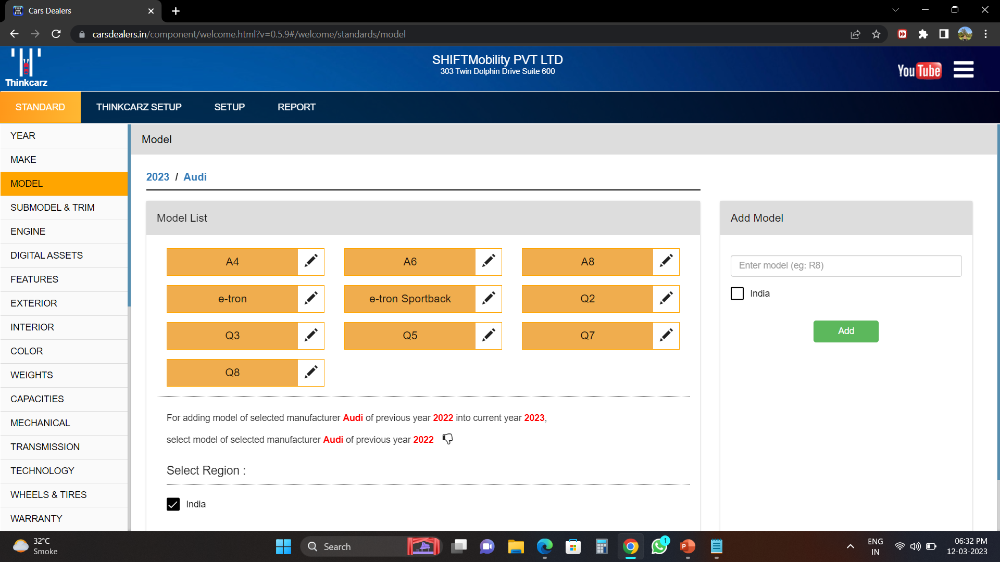 Cars Dealers
carsdealers.in/component/welcome.html?v=0.5.9#/welcome/standards/model
Thinkcarz
SHIFTMobility PVT LTD
303 Twin Dolphin Drive Suite 600
YouTube
STANDARD THINKCARZ SETUP SETUP REPORT
YEAR
MAKE
MODEL
SUBMODEL & TRIM
ENGINE
DIGITAL ASSETS
FEATURES
EXTERIOR
INTERIOR
COLOR
WEIGHTS
CAPACITIES
MECHANICAL
TRANSMISSION
TECHNOLOGY
WHEELS & TIRES
WARRANTY
Model
2023 / Audi
Model List
A4 A6 A8
e-tron e-tron Sportback Q2
Q3 Q5 Q7
Q8
For adding model of selected manufacturer Audi of previous year 2022 into current year 2023,
select model of selected manufacturer Audi of previous year 2022
Select Region :
India
Add Model
Enter model (eg: R8)
India
Add
32°C
Smoke
Search
1
P
ENG
IN
06:32 PM
12-03-2023